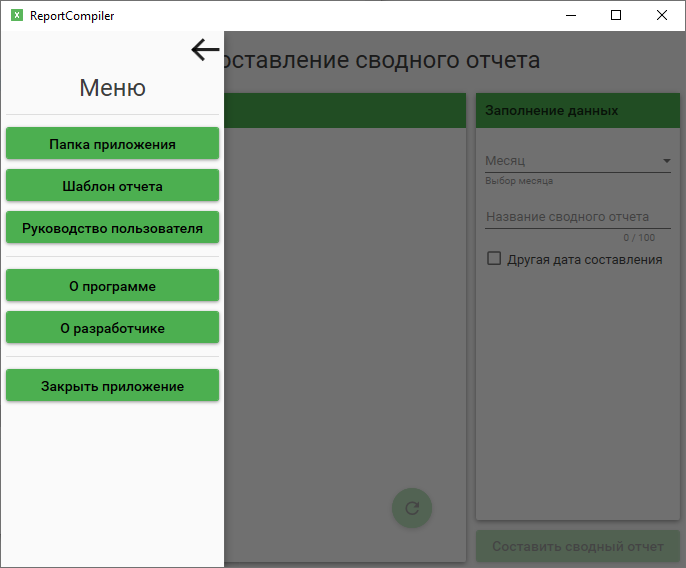 ReportCompiler
оставление сводного отчета
Меню
Папка приложения
Шаблон отчета
Руководство пользователя
О программе
О разработчике
Закрыть приложение
Заполнение данных
Месяц
Выбор месяца
Название сводного отчета
0 / 100
Другая дата составления
Составить сводный отчет